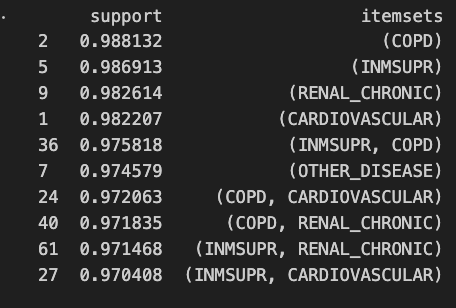 support itemsets
2 0.988132 (COPD)
5 0.986913 (INMSUPR)
9 0.982614 (RENAL_CHRONIC)
1 0.982207 (CARDIOVASCULAR)
36 0.975818 (INMSUPR, COPD)
7 0.974579 (OTHER_DISEASE)
24 0.972063 (COPD, CARDIOVASCULAR)
40 0.971835 (COPD, RENAL_CHRONIC)
61 0.971468 (INMSUPR, RENAL_CHRONIC)
27 0.970408 (INMSUPR, CARDIOVASCULAR)